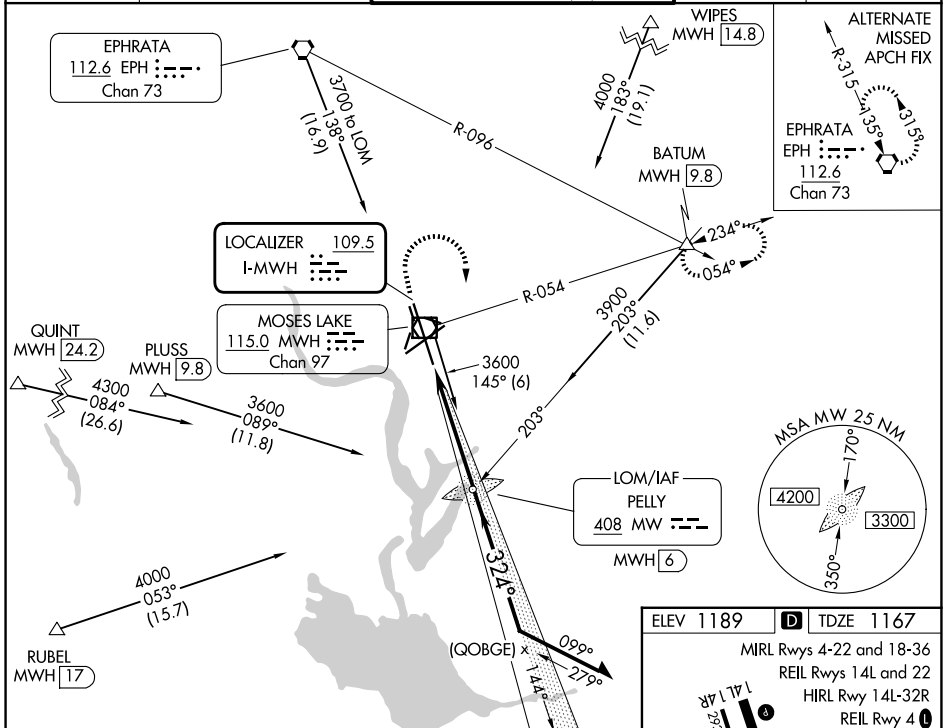 EPHRATA
112.6 EPH
Chan 73
3700 to LOM
138°
(16.9)
R-096
WIPES
MWH 14.8
4000
183°
(19.1)
BATUM
MWH 9.8
ALTERNATE
MISSED
APCH FIX
R-315
135°
315°
EPHRATA
EPH
112.6
Chan 73
LOCALIZER 109.5
I-MWH
234°
054°
R-054
MOSES LAKE
115.0 MWH
Chan 97
3900
203°
(11.6)
QUINT
MWH 24.2
PLUSS
MWH 9.8
3600
145° (6)
4300
084°
(26.6)
3600
089°
(11.8)
203°
MSA MW 25 NM
170°
4200
3300
350°
LOM/IAF
PELLY
408 MW
MWH 6
324°
4000
053°
(15.7)
RUBEL
MWH 17
(QOBGE)
099°
279°
144°
ELEV 1189 D TDZE 1167
MIRL Rwys 4-22 and 18-36
REIL Rwys 14L and 22
HIRL Rwy 14L-32R
REIL Rwy 4 L
14L 14R
P